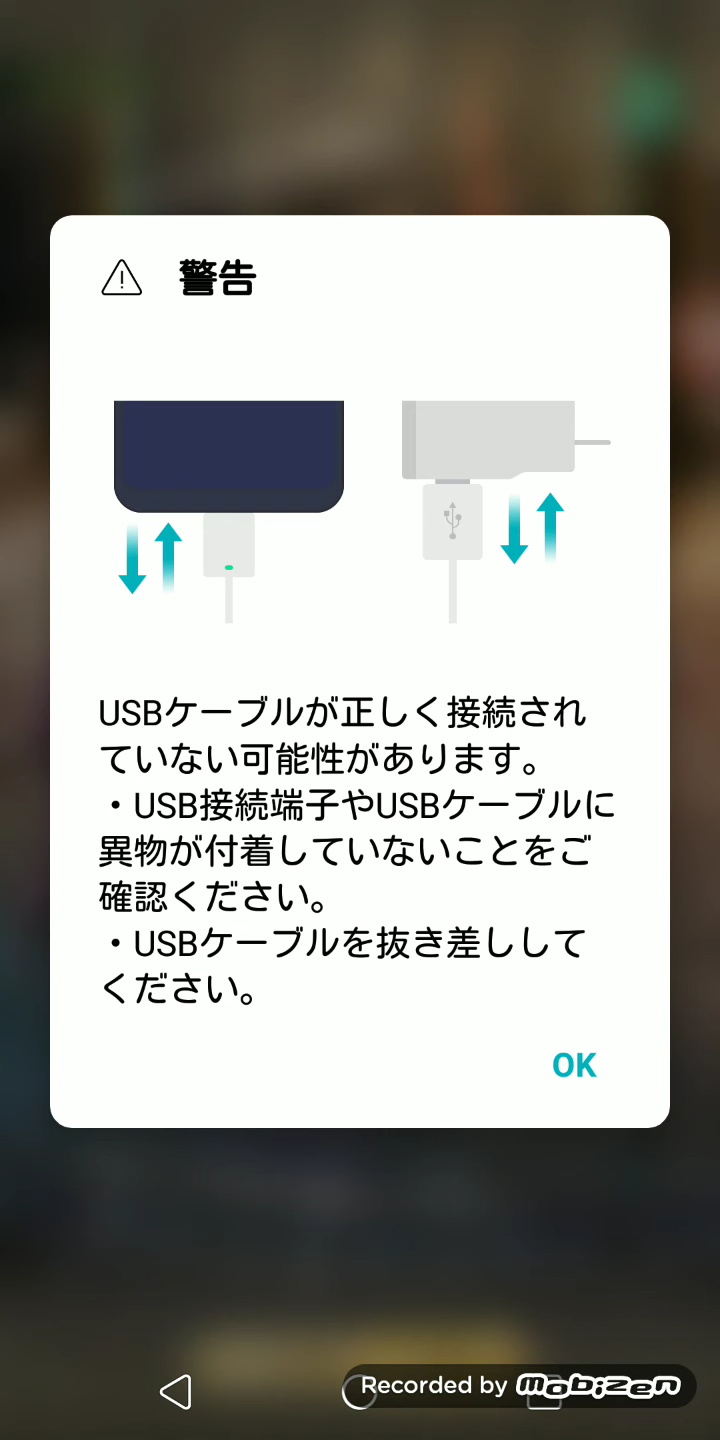 警告
USBケーブルが正しく接続され
ていない可能性があります。
・USB接続端子やUSBケーブルに
異物が付着していないことをご
確認ください。
・USBケーブルを抜き差しして
ください。
OK
Recorded by mobizen